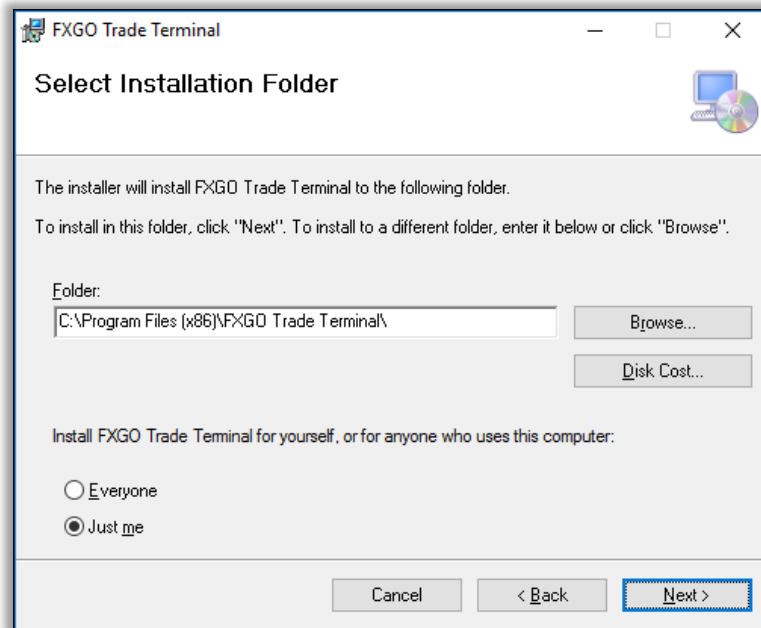 FXGO Trade Terminal
Select Installation Folder
The installer will install FXGO Trade Terminal to the following folder.
To install in this folder, click "Next". To install to a different folder, enter it below or click "Browse".
Folder:
C:\Program Files (x86)\FXGO Trade Terminal\
Browse...
Disk Cost...
Install FXGO Trade Terminal for yourself, or for anyone who uses this computer:
Everyone
Just me
Cancel
< Back
Next >